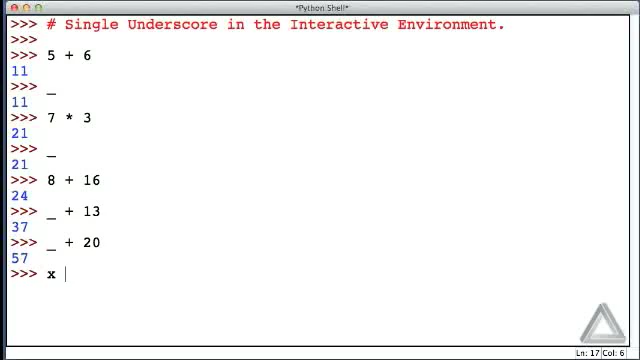 *Python Shell*
>>> # Single Underscore in the Interactive Environment.
>>>
>>> 5 + 6
11
>>> _
11
>>> 7 * 3
21
>>> _
21
>>> 8 + 16
24
>>> _ + 13
37
>>> _ + 20
57
>>> x
Ln: 17 Col: 6